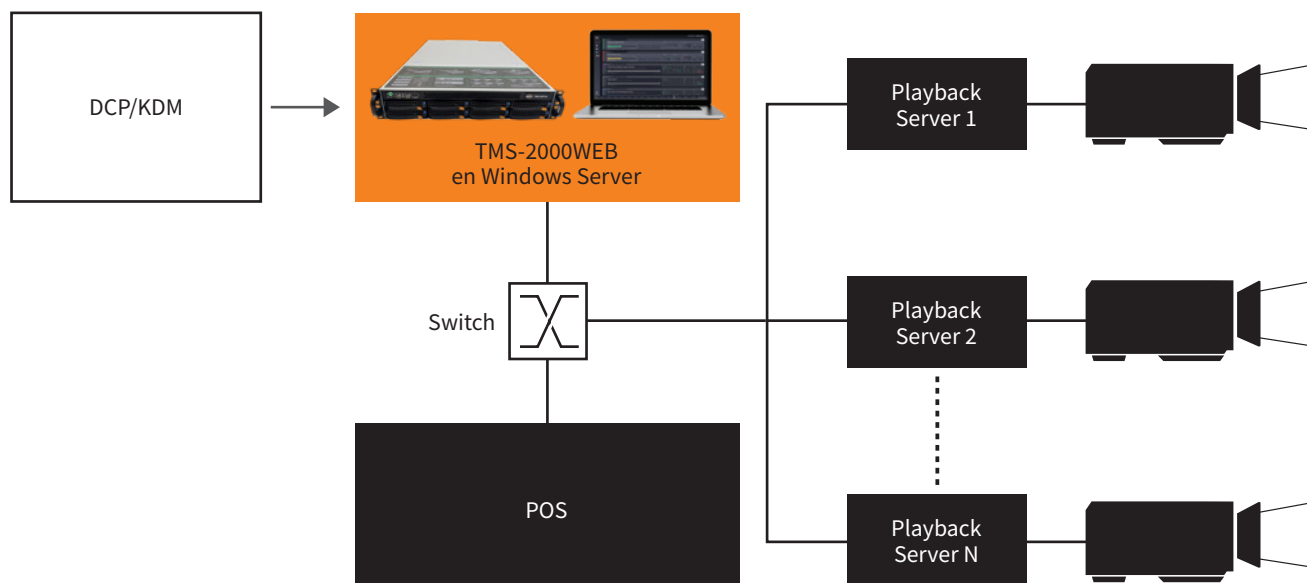 DCP/KDM
TMS-2000WEB
en Windows Server
Switch
POS
Playback
Server 1
Playback
Server 2
Playback
Server N